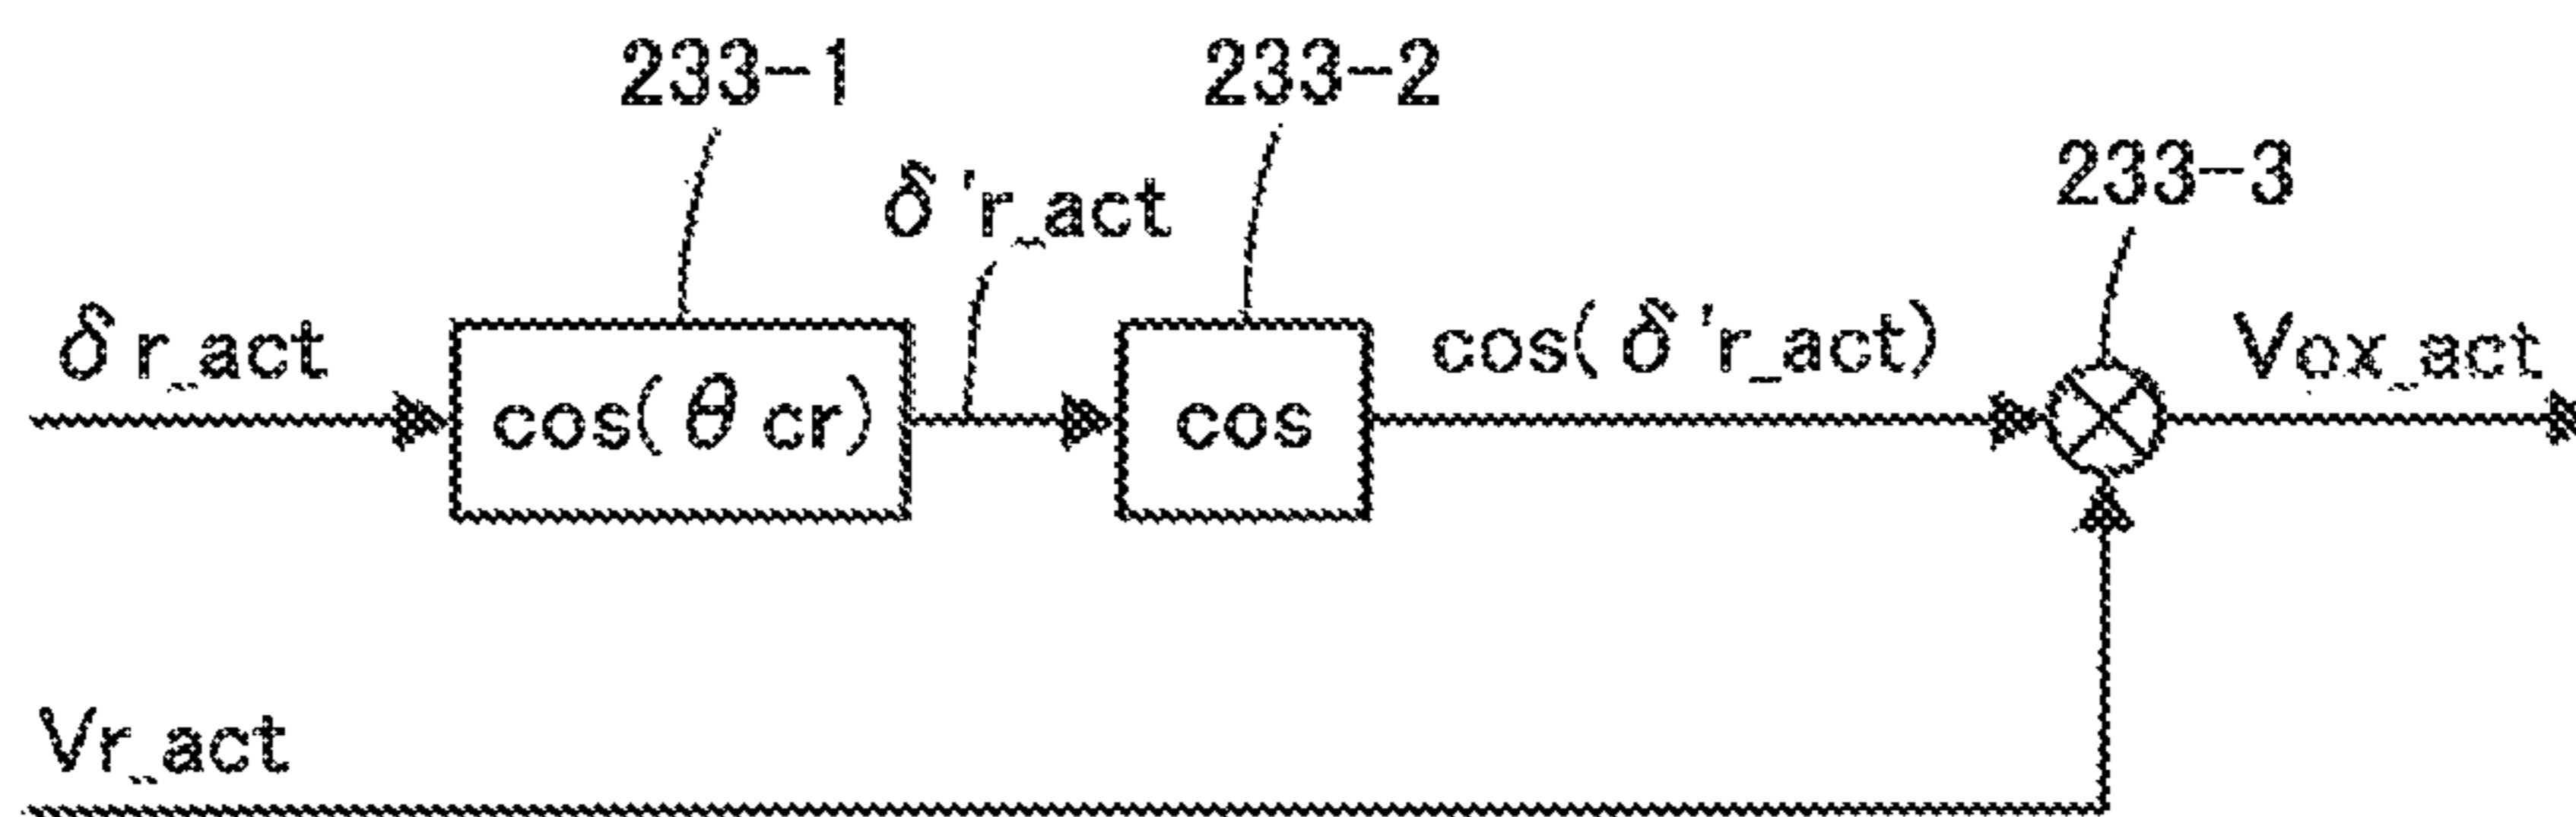 233-1
233-2
233-3
δ'r_act
δr_act
cos(θcr)
cos
cos(δ'r_act)
Vox_act
Vr_act